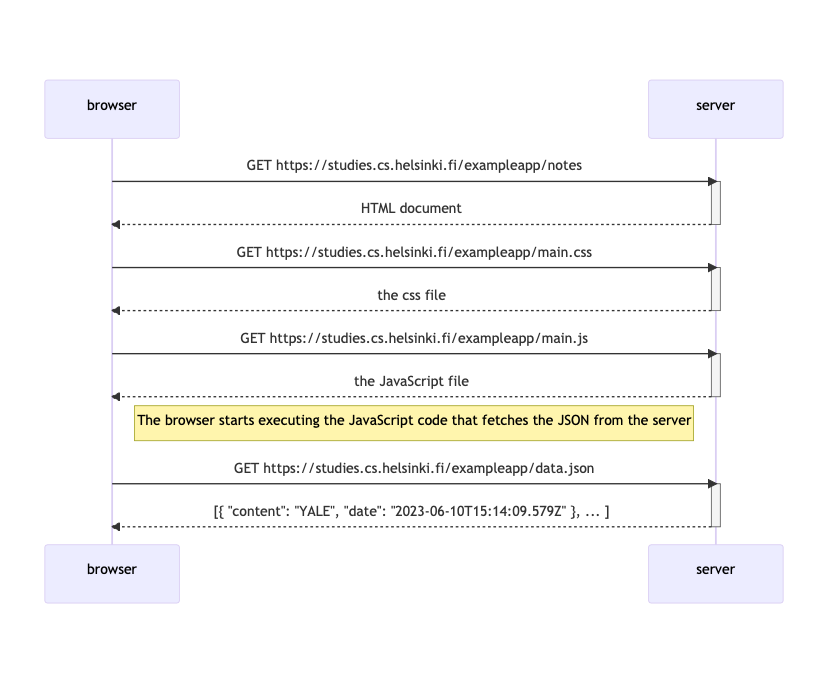 browser
server
GET https://studies.cs.helsinki.fi/exampleapp/notes
HTML document
GET https://studies.cs.helsinki.fi/exampleapp/main.css
the css file
GET https://studies.cs.helsinki.fi/exampleapp/main.js
the JavaScript file
The browser starts executing the JavaScript code that fetches the JSON from the server
GET https://studies.cs.helsinki.fi/exampleapp/data.json
[{ "content": "YALE", "date": "2023-06-10T15:14:09.579Z" }, ... ]
browser
server